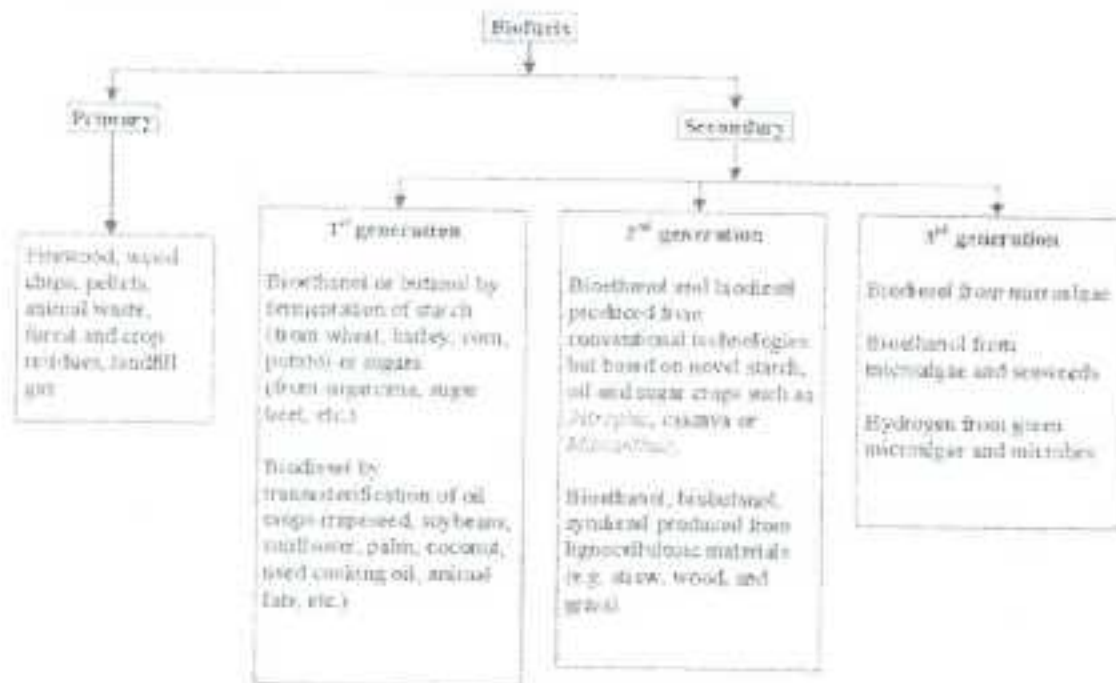 Biofuels
Primary
Secondary
Firewood, wood
chips, pellets,
animal waste,
forest and crop
residues, landfill
gas
1st generation
Bioethanol or butanol by
fermentation of starch
(from wheat, barley, corn,
potato) or sugars
(from sugarcane, sugar
beet, etc.)
Biodiesel by
transesterification of oil
crops (rapeseed, soybeans,
sunflower, palm, coconut,
used cooking oil, animal
fats, etc.)
2nd generation
Bioethanol and biodiesel
produced from
conventional technologies
but based on novel starch,
oil and sugar crops such as
Jatropha, cassava or
Miscanthus;
Bioethanol, biobutanol,
syndiesel produced from
lignocellulosic materials
(e.g. straw, wood, and
grass)
3rd generation
Biodiesel from microalgae
Bioethanol from
microalgae and seaweeds
Hydrogen from green
microalgae and microbes